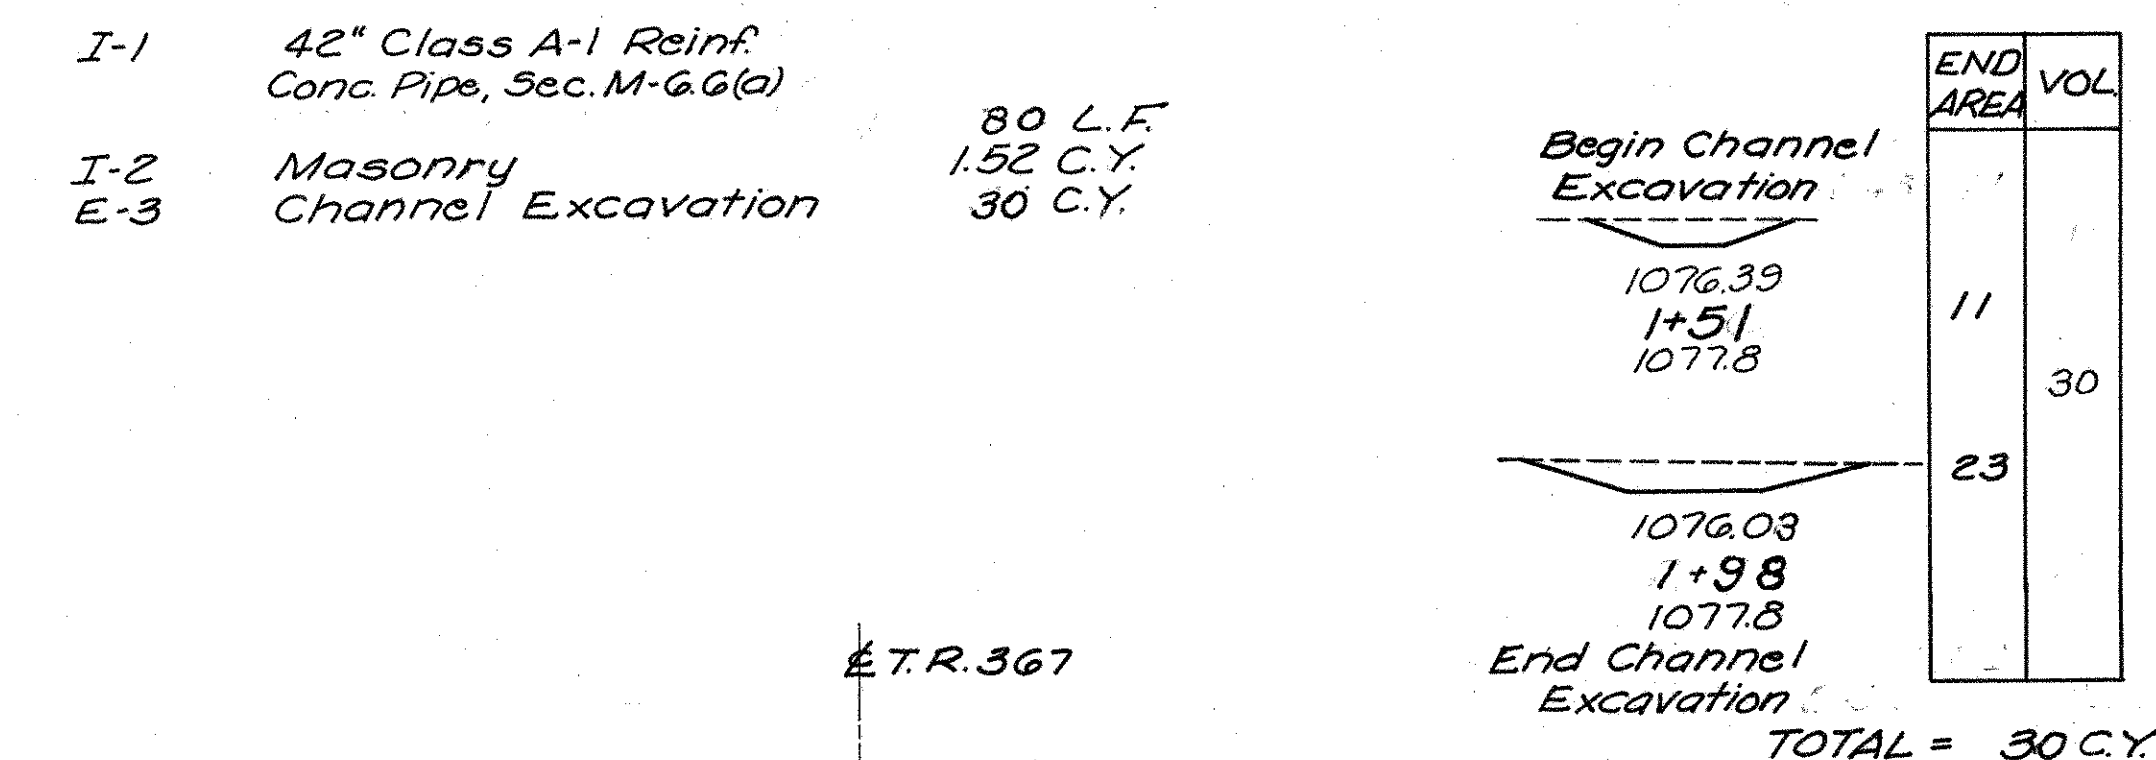 I-1 42" Class A-1 Reinf.
Conc. Pipe, Sec. M-6.6(a)
80 L.F.
I-2 Masonry 1.52 C.Y.
E-3 Channel Excavation 30 C.Y.
END
AREA
VOL.
Begin Channel
Excavation
1076.39
1+51
1077.8
11
30
23
1076.03
1+98
1077.8
End Channel
Excavation
TOTAL = 30 C.Y.
℄ T.R. 367